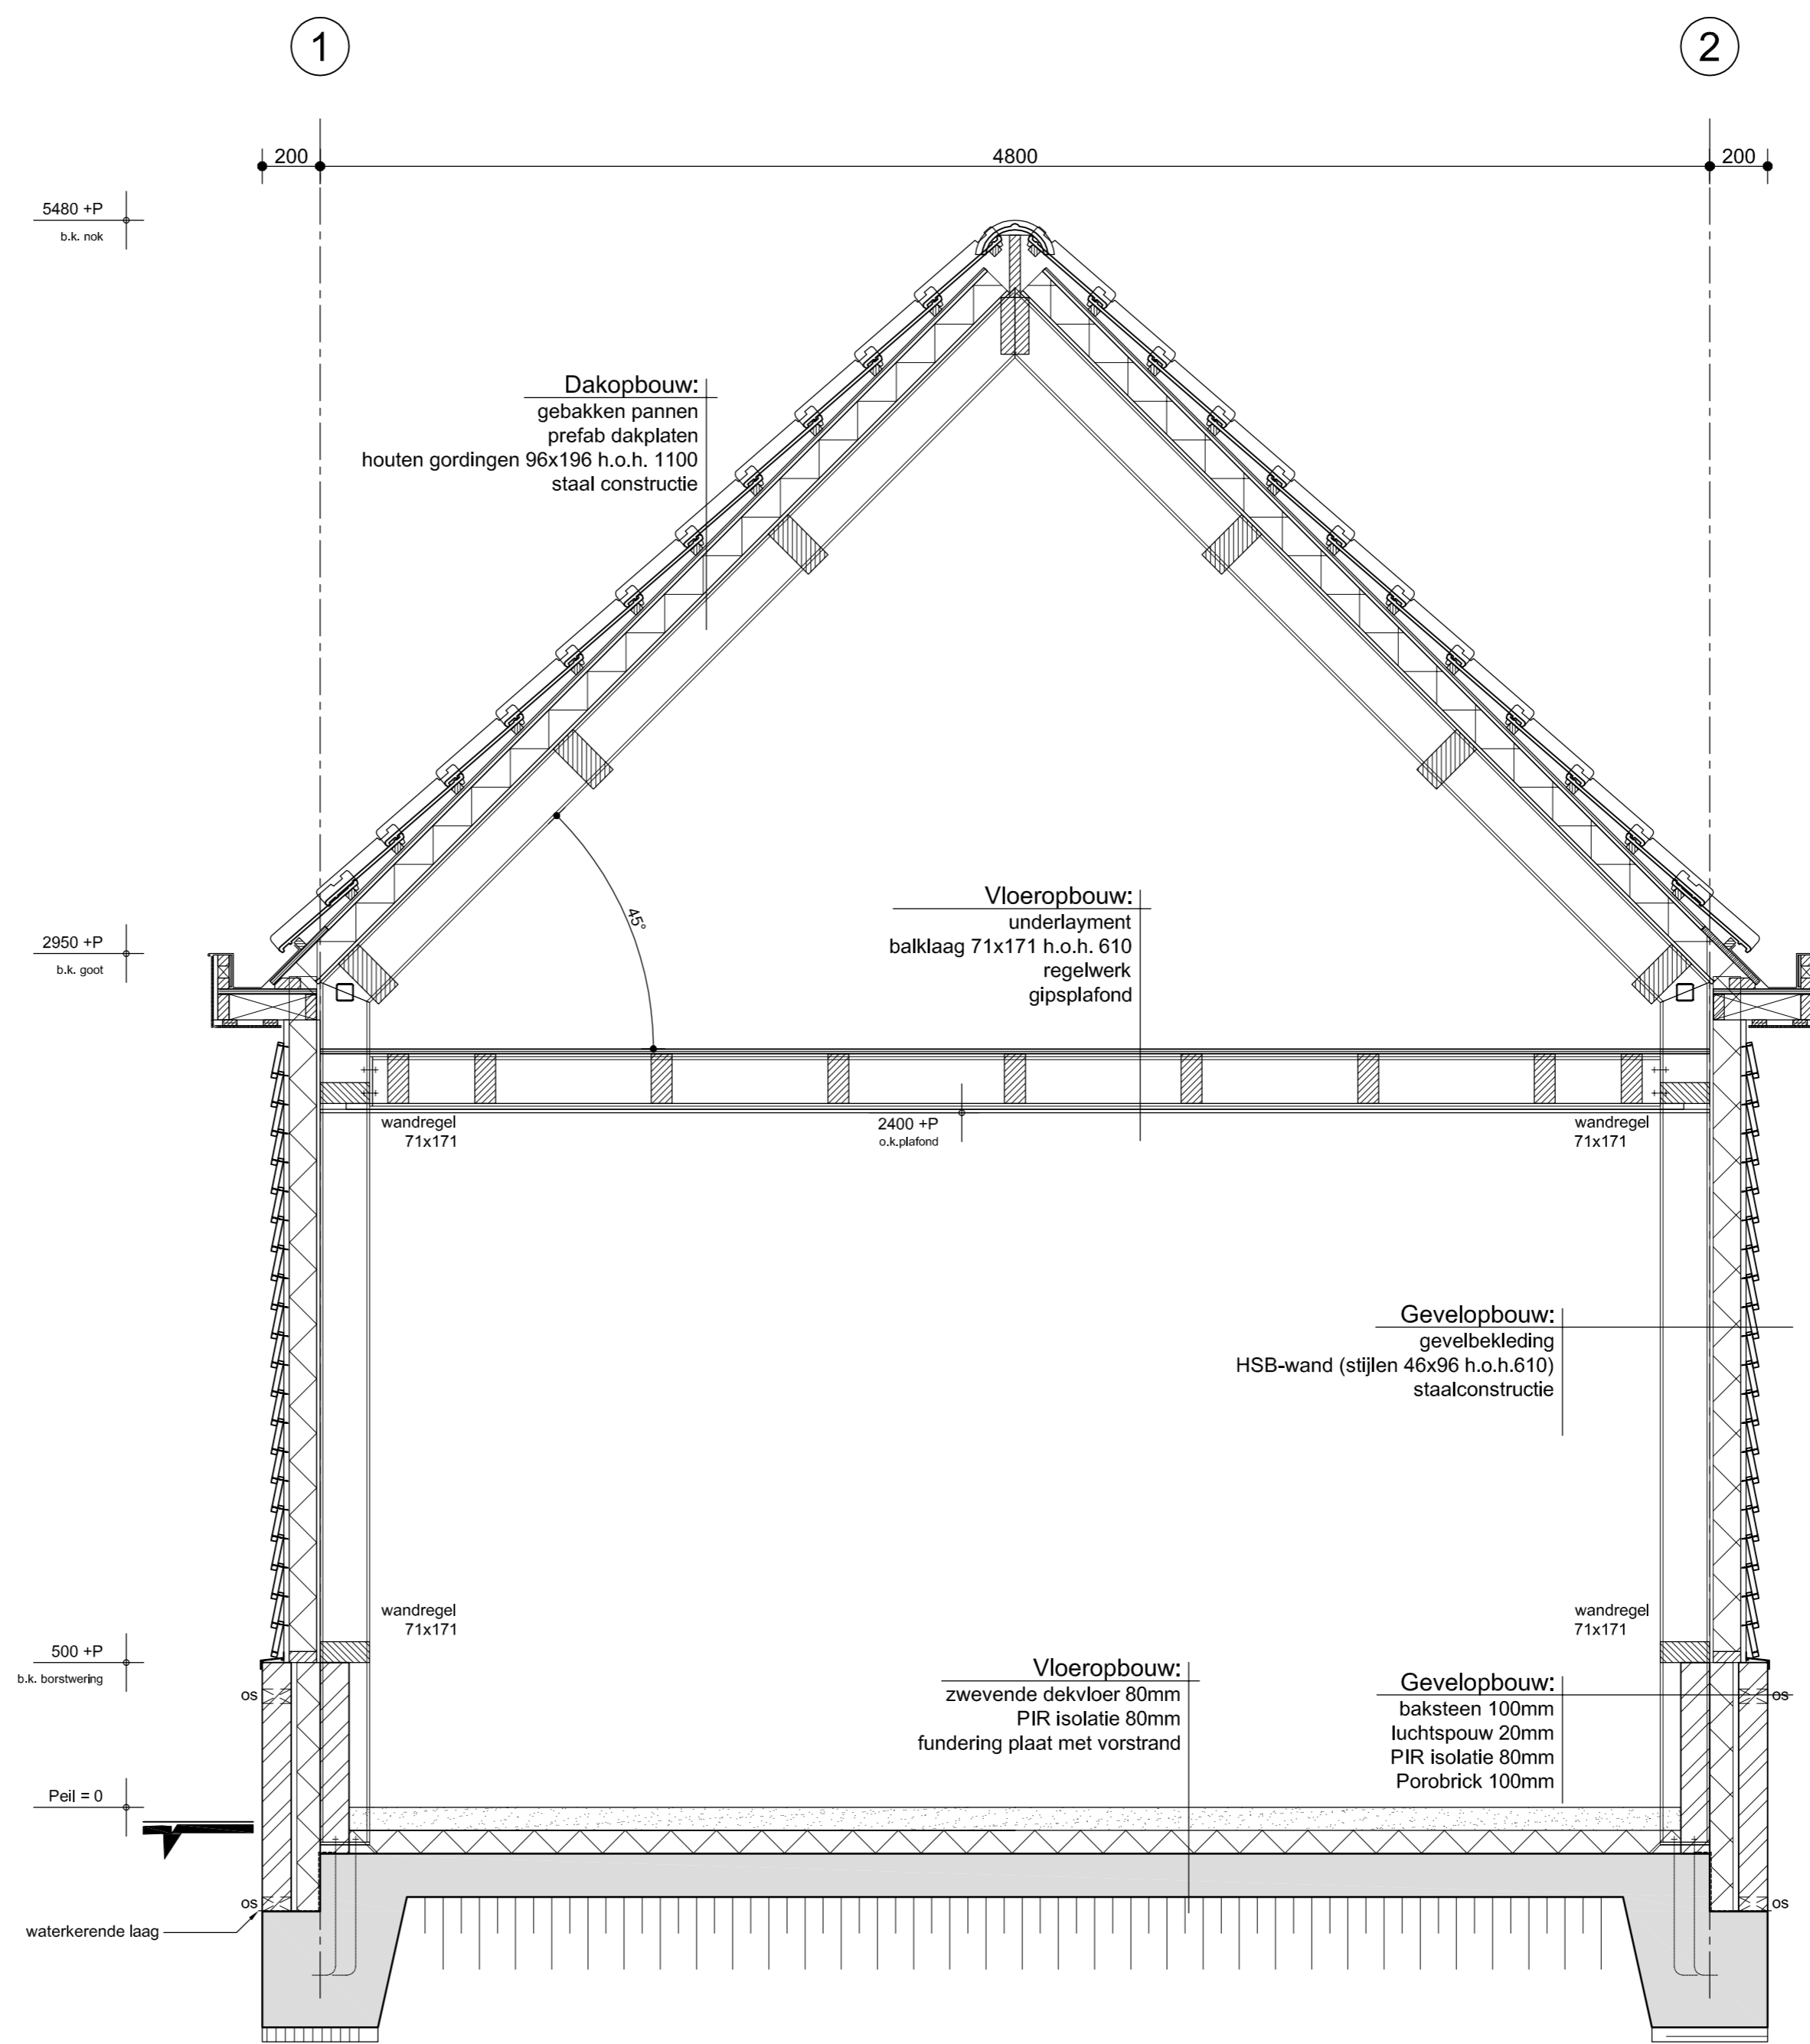 1
2
200
4800
200
5480 +P
b.k. nok
Dakopbouw:
gebakken pannen
prefab dakplaten
houten gordingen 96x196 h.o.h. 1100
staal constructie
45°
Vloeropbouw:
underlayment
balklaag 71x171 h.o.h. 610
regelwerk
gipsplafond
2950 +P
b.k. goot
wandregel
71x171
2400 +P
o.k.plafond
wandregel
71x171
Gevelopbouw:
gevelbekleding
HSB-wand (stijlen 46x96 h.o.h.610)
staalconstructie
wandregel
71x171
wandregel
71x171
500 +P
b.k. borstwering
os
Vloeropbouw:
zwevende dekvloer 80mm
PIR isolatie 80mm
fundering plaat met vorstrand
Gevelopbouw:
baksteen 100mm
luchtspouw 20mm
PIR isolatie 80mm
Porobrick 100mm
os
Peil = 0
os
os
waterkerende laag